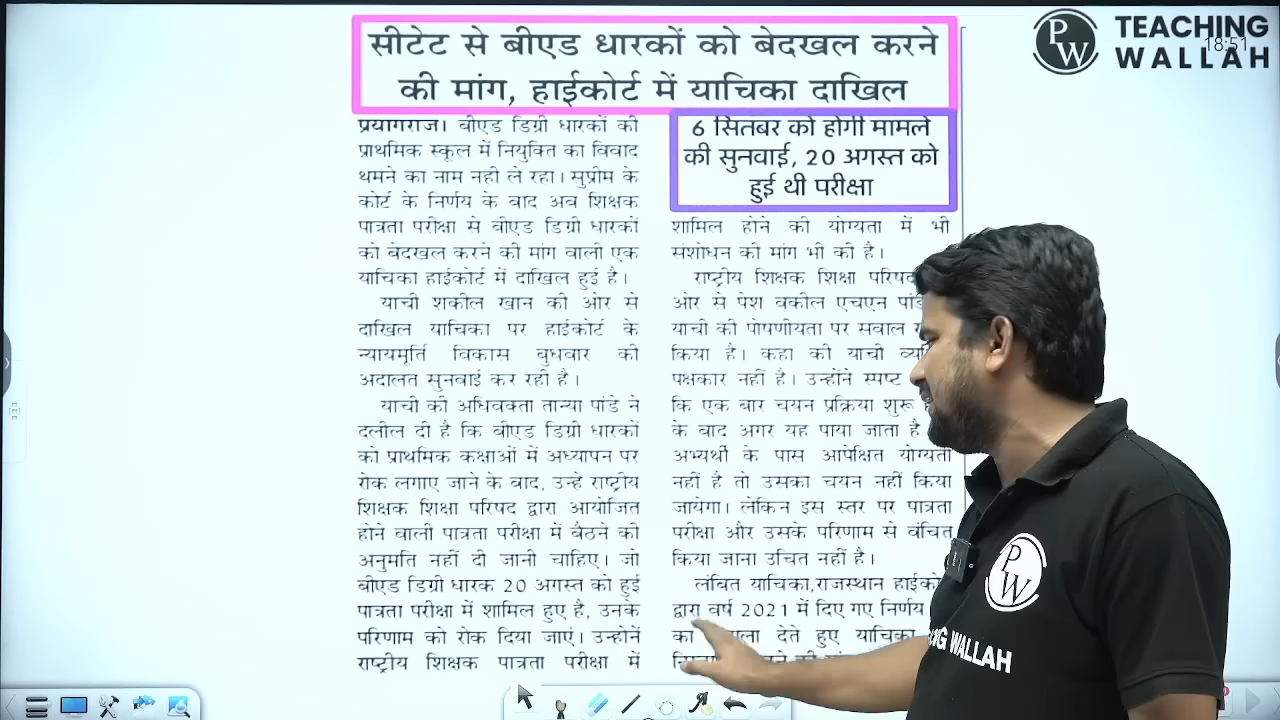 सीटेट से बीएड धारकों को बेदखल करने
की मांग, हाईकोर्ट में याचिका दाखिल
प्रयागराज। बीएड डिग्री धारकों की
प्राथमिक स्कूल में नियुक्ति का विवाद
थमने का नाम नही ले रहा। सुप्रीम के
कोर्ट के निर्णय के बाद अब शिक्षक
पात्रता परीक्षा से बीएड डिग्री धारकों
को बेदखल करने की मांग वाली एक
याचिका हाईकोर्ट में दाखिल हुई है।
याची शकील खान की ओर से
दाखिल याचिका पर हाईकोर्ट के
न्यायमूर्ति विकास बुधवार की
अदालत सुनवाई कर रही है।
याची की अधिवक्ता तान्या पांडे ने
दलील दी है कि बीएड डिग्री धारकों
को प्राथमिक कक्षाओं में अध्यापन पर
रोक लगाए जाने के बाद, उन्हे राष्ट्रीय
शिक्षक शिक्षा परिषद द्वारा आयोजित
होने वाली पात्रता परीक्षा में बैठने की
अनुमति नहीं दी जानी चाहिए। जो
बीएड डिग्री धारक 20 अगस्त को हुई
पात्रता परीक्षा में शामिल हुए है, उनके
परिणाम को रोक दिया जाएं। उन्होनें
राष्ट्रीय शिक्षक पात्रता परीक्षा में
6 सितबर को होगी मामले
की सुनवाई, 20 अगस्त को
हुई थी परीक्षा
शामिल होने की योग्यता में भी
संशोधन की मांग भी की है।
राष्ट्रीय शिक्षक शिक्षा परिषद
ओर से पेश वकील एचएन
याची की पोषणीयता पर सवाल
किया है। कहा की याची
पक्षकार नहीं है। उन्होंने स्पष्ट
कि एक बार चयन प्रक्रिया शुरू
के बाद अगर यह पाया जाता है
अभ्यर्थी के पास आपेक्षित योग्यता
नहीं है तो उसका चयन नहीं किया
जायेगा। लेकिन इस स्तर पर पात्रता
परीक्षा और उसके परिणाम से वंचित
किया जाना उचित नहीं है।
लंबित याचिका,राजस्थान
द्वारा वर्ष 2021 में दिए गए निर्णय
का देते हुए याचिका
PW TEACHING
WALLAH
18:51
PW
WALLAH